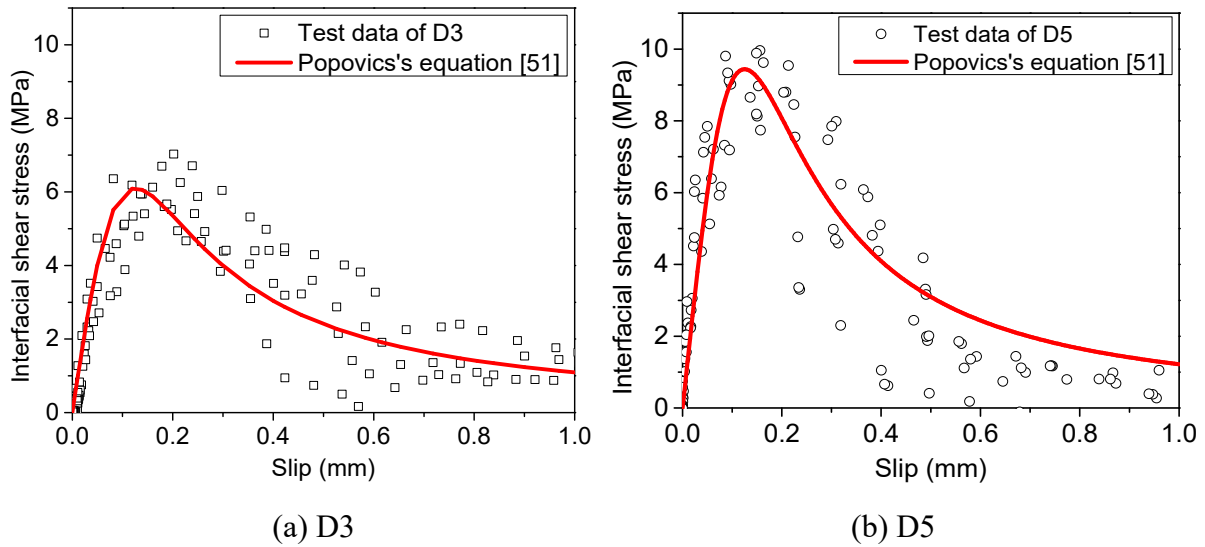 Test data of D3
Popovics's equation [51]
10
8
6
4
2
0
0.0 0.2 0.4 0.6 0.8 1.0
Interfacial shear stress (MPa)
Slip (mm)
(a) D3
Test data of D5
Popovics's equation [51]
10
8
6
4
2
0
0.0 0.2 0.4 0.6 0.8 1.0
Interfacial shear stress (MPa)
Slip (mm)
(b) D5